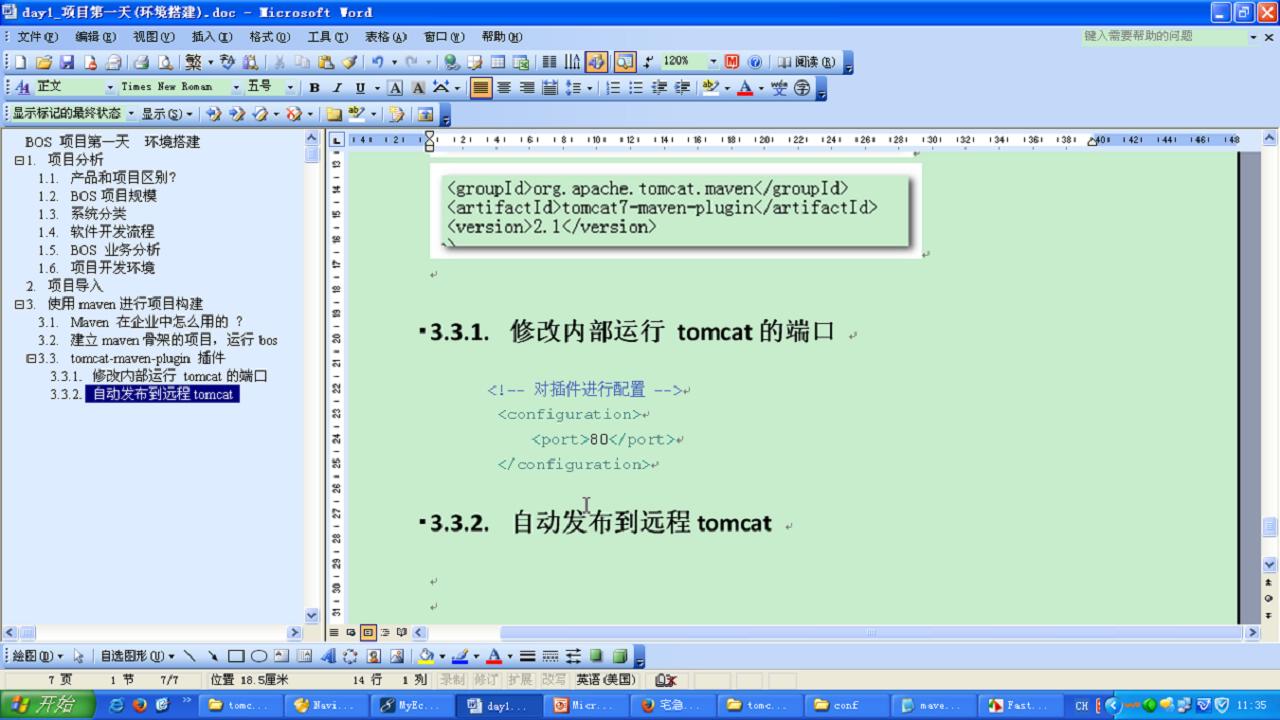 day1_项目第一天(环境搭建).doc - Microsoft Word
文件(F) 编辑(E) 视图(V) 插入(I) 格式(O) 工具(T) 表格(A) 窗口(W) 帮助(H) 键入需要帮助的问题
120% 阅读(R)
正文 Times New Roman 五号 B I U A A
显示标记的最终状态 显示(S)
BOS 项目第一天 环境搭建
1. 项目分析
1.1. 产品和项目区别?
1.2. BOS 项目规模
1.3. 系统分类
1.4. 软件开发流程
1.5. BOS 业务分析
1.6. 项目开发环境
2. 项目导入
3. 使用 maven 进行项目构建
3.1. Maven 在企业中怎么用的 ?
3.2. 建立 maven 骨架的项目, 运行 bos
3.3. tomcat-maven-plugin 插件
3.3.1. 修改内部运行 tomcat 的端口
3.3.2. 自动发布到远程 tomcat
<groupId>org.apache.tomcat.maven</groupId>
<artifactId>tomcat7-maven-plugin</artifactId>
<version>2.1</version>
3.3.1. 修改内部运行 tomcat 的端口
<!-- 对插件进行配置 -->
<configuration>
<port>80</port>
</configuration>
3.3.2. 自动发布到远程 tomcat
绘图(D) 自选图形(U)
7 页 1 节 7/7 位置 18.5厘米 14 行 1 列 录制 修订 扩展 改写 英语(美国)
开始 tomc... Navi... MyEc... day1... Micr... 宅急... tomc... conf mave... Fast... CH 11:35